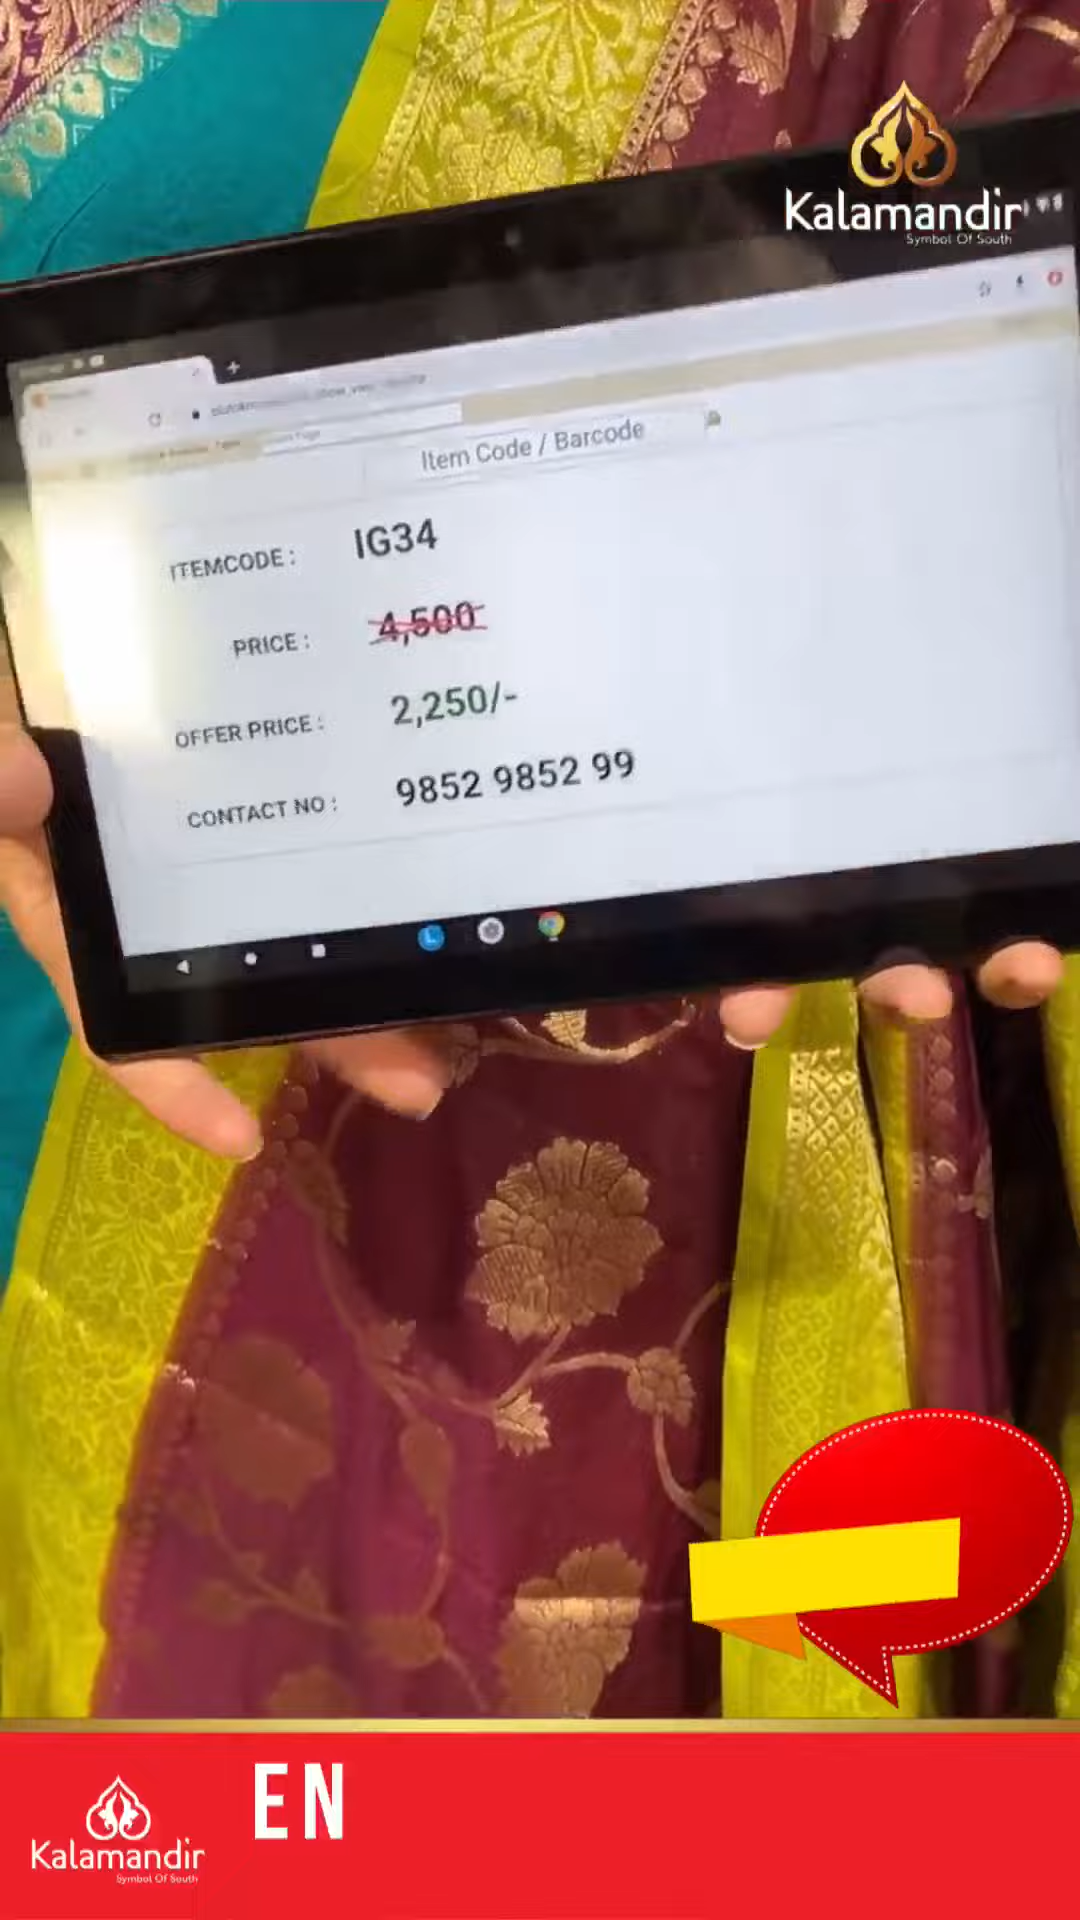 Kalamandir
Symbol Of South
Item Code / Barcode
ITEMCODE : IG34
PRICE : 4,500
OFFER PRICE : 2,250/-
CONTACT NO : 9852 9852 99
EN
Kalamandir
Symbol Of South